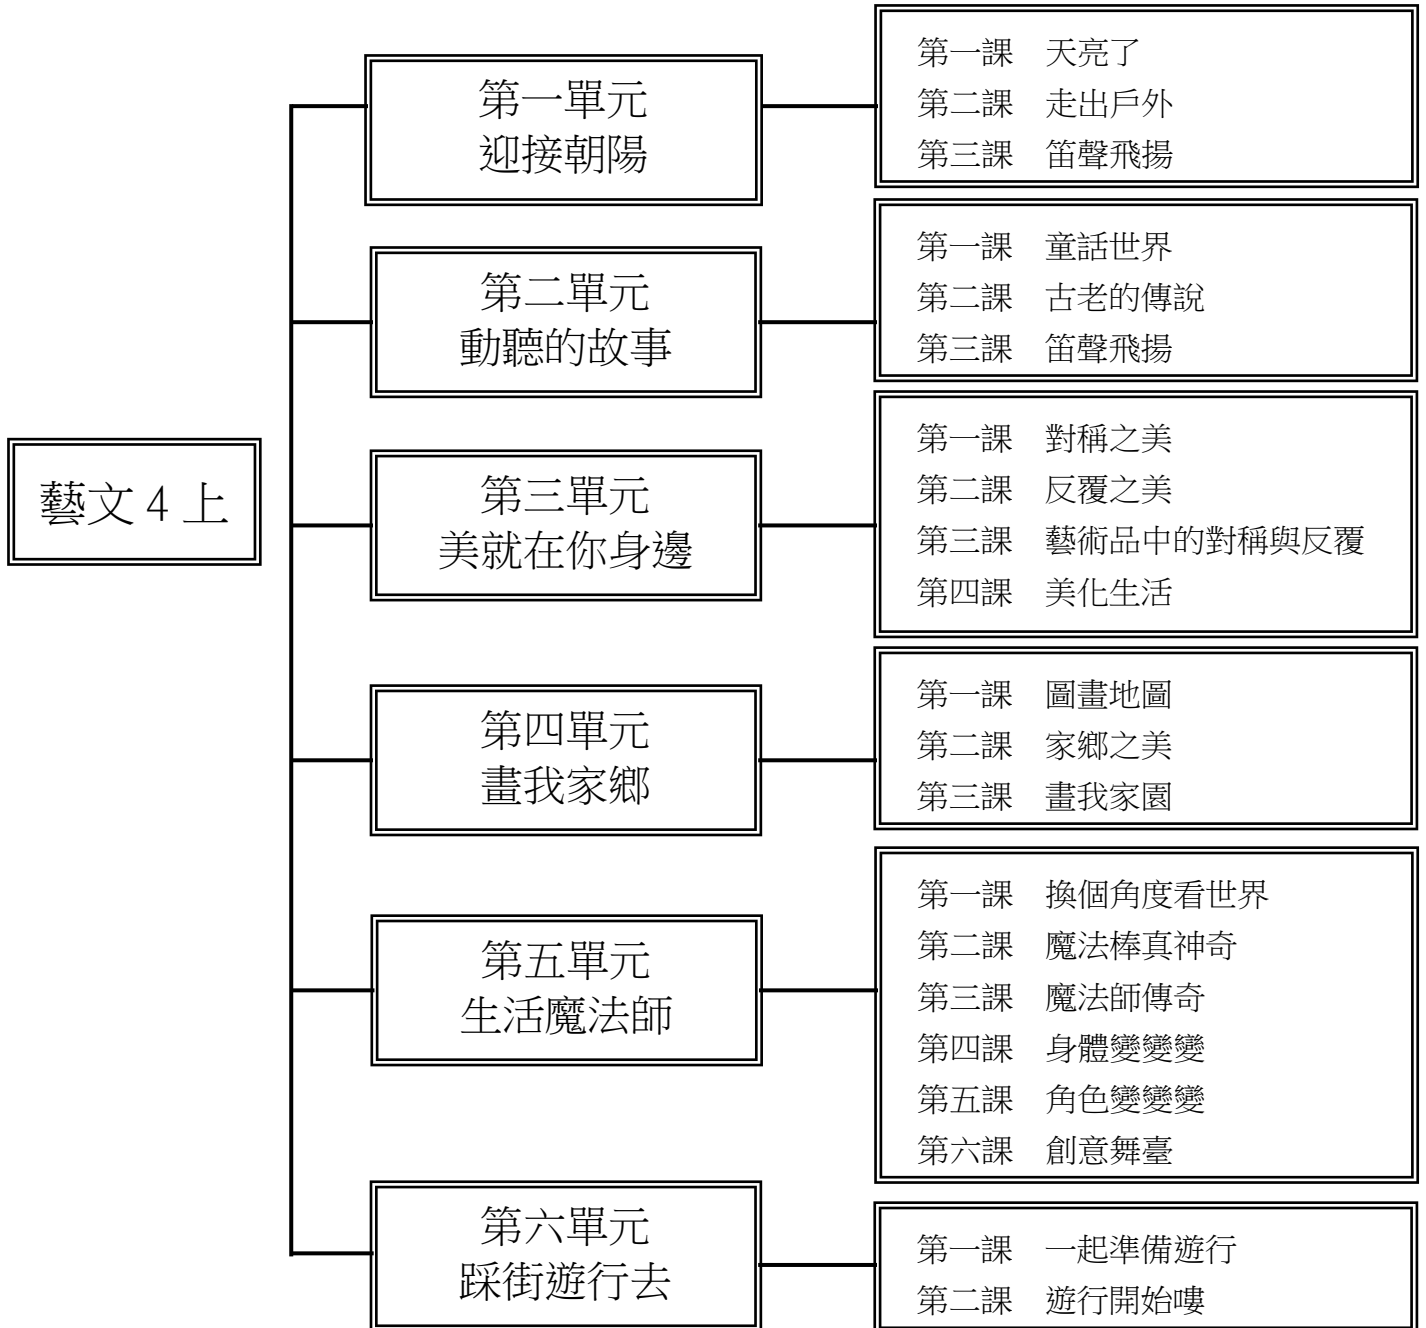 藝文 4 上
第一單元
迎接朝陽
第一課　天亮了
第二課　走出戶外
第三課　笛聲飛揚
第二單元
動聽的故事
第一課　童話世界
第二課　古老的傳說
第三課　笛聲飛揚
第三單元
美就在你身邊
第一課　對稱之美
第二課　反覆之美
第三課　藝術品中的對稱與反覆
第四課　美化生活
第四單元
畫我家鄉
第一課　圖畫地圖
第二課　家鄉之美
第三課　畫我家園
第五單元
生活魔法師
第一課　換個角度看世界
第二課　魔法棒真神奇
第三課　魔法師傳奇
第四課　身體變變變
第五課　角色變變變
第六課　創意舞臺
第六單元
踩街遊行去
第一課　一起準備遊行
第二課　遊行開始嘍